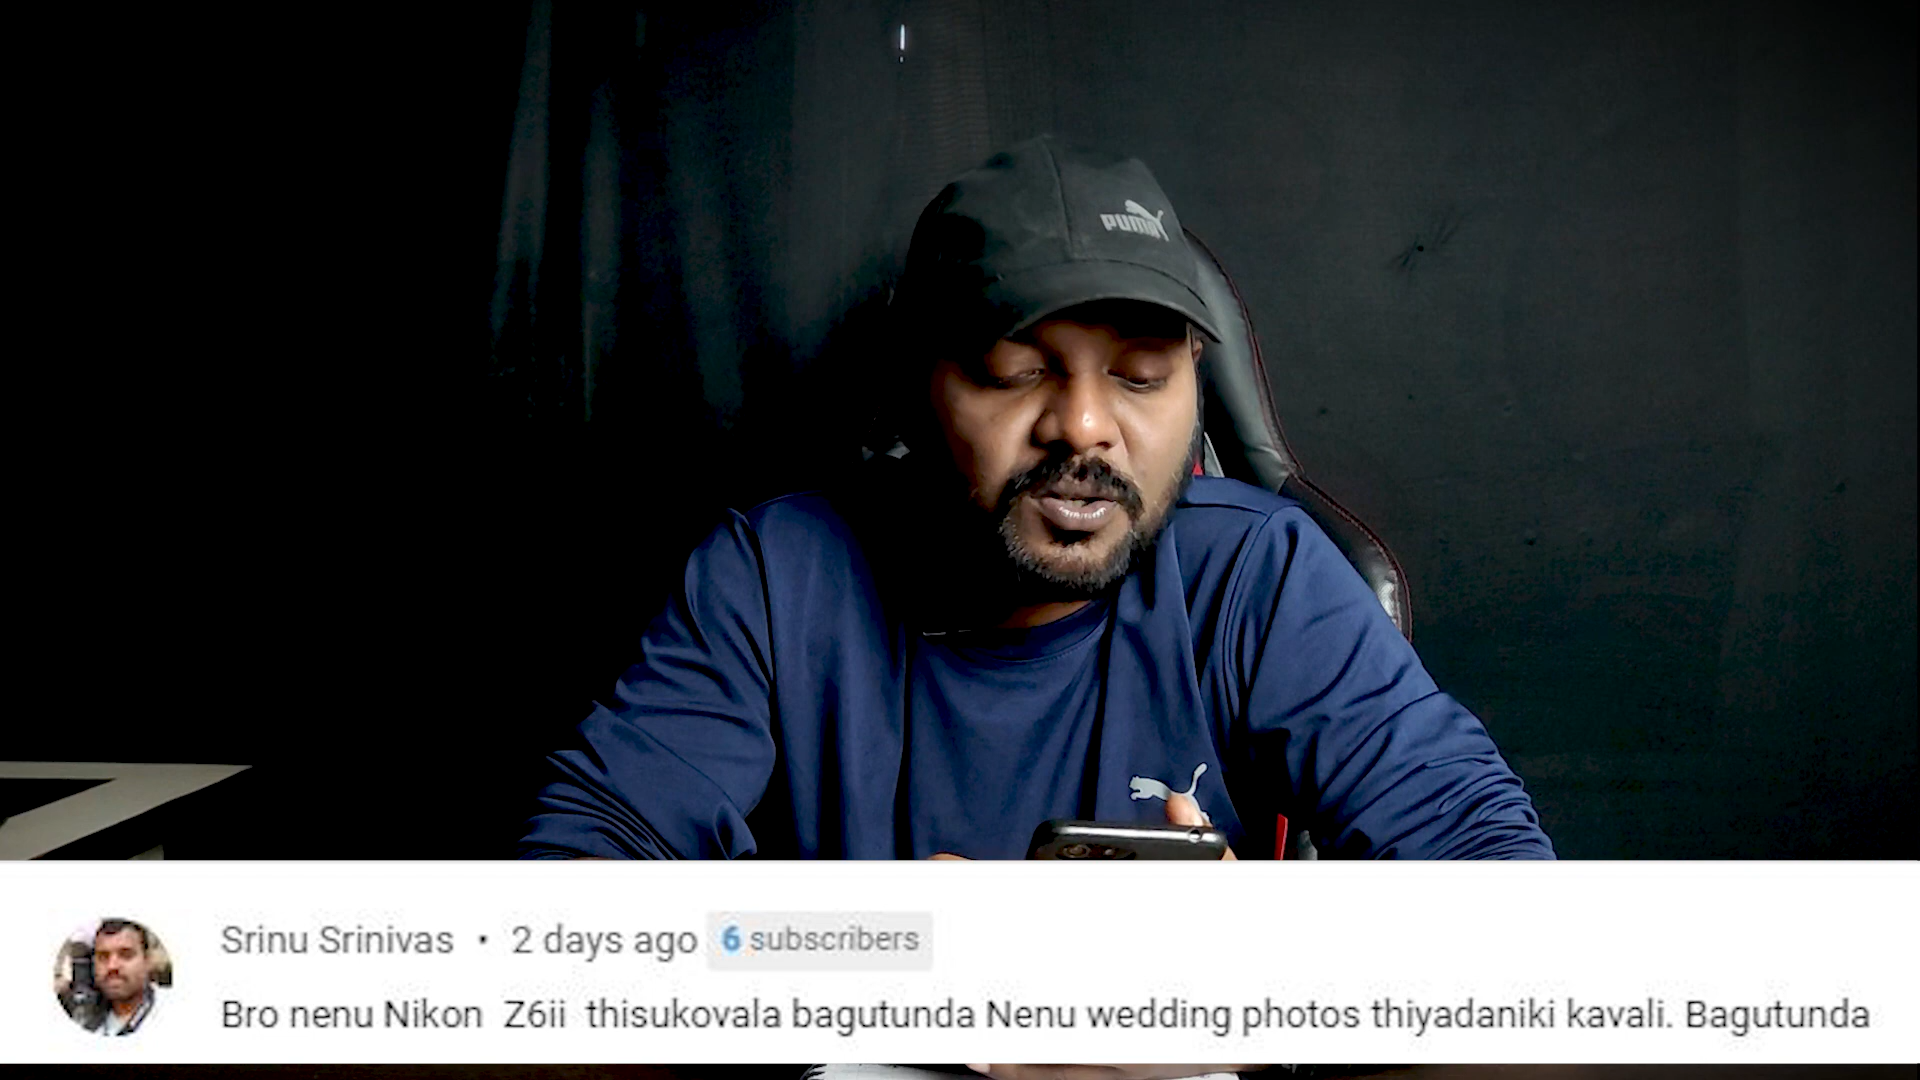 PUMA
Srinu Srinivas • 2 days ago 6 subscribers
Bro nenu Nikon Z6ii thisukovala bagutunda Nenu wedding photos thiyadaniki kavali. Bagutunda